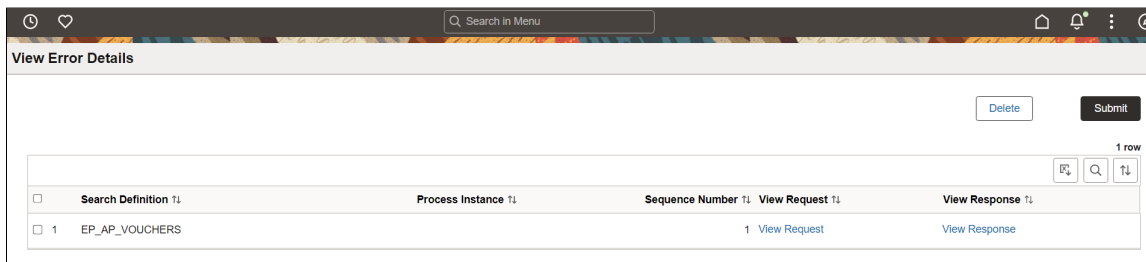 Search in Menu
View Error Details
Delete Submit
1 row
Search Definition Process Instance Sequence Number View Request View Response
1 EP_AP_VOUCHERS 1 View Request View Response